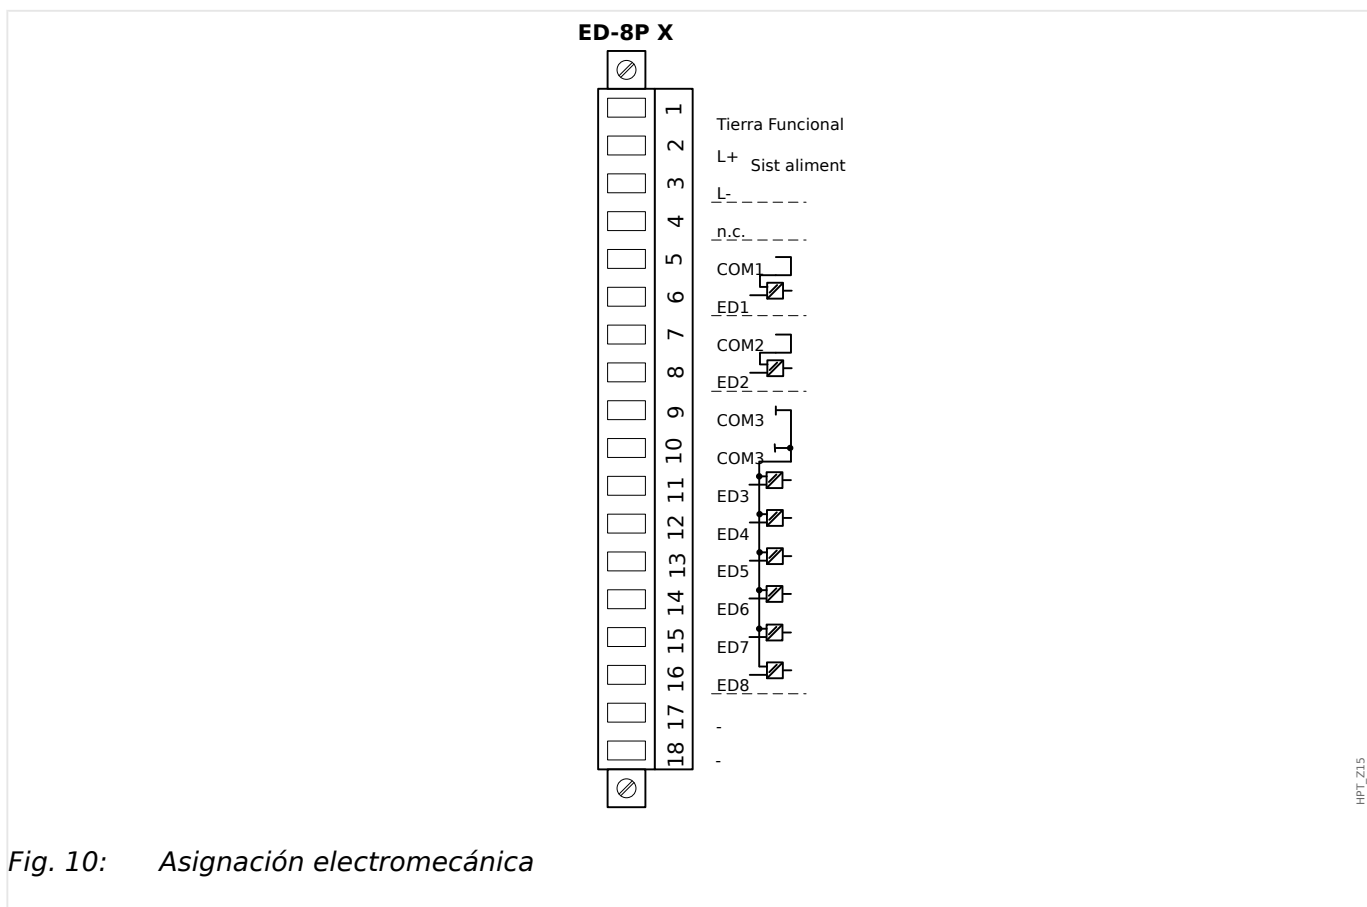 ED-8P X
1
Tierra Funcional
2
L+
Sist aliment
3
L-
4
n.c.
5
COM1
6
ED1
7
COM2
8
ED2
9
COM3
10
COM3
11
ED3
12
ED4
13
ED5
14
ED6
15
ED7
16
ED8
17
-
18
-
HPT_Z15
Fig. 10: Asignación electromecánica